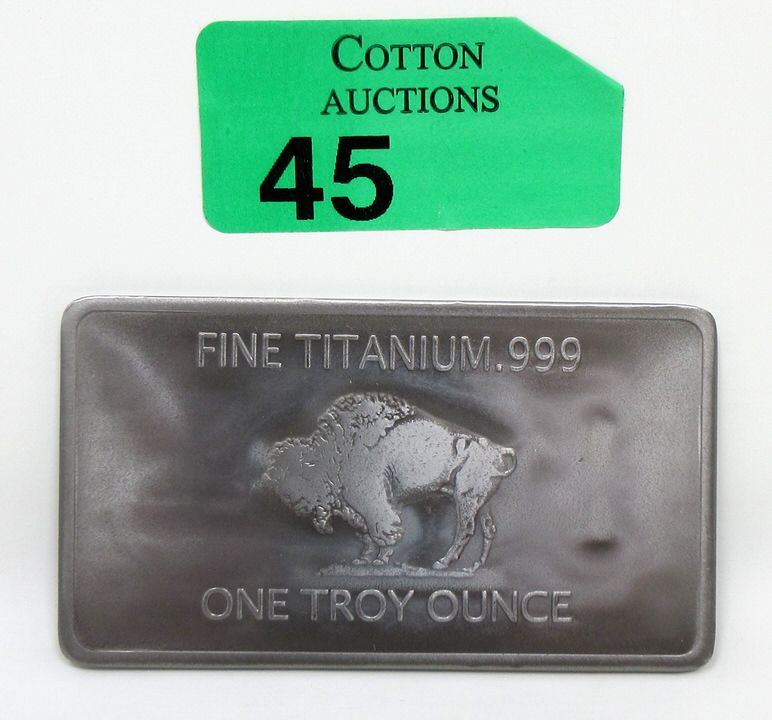 COTTON
AUCTIONS
45
FINE TITANIUM.999
ONE TROY OUNCE